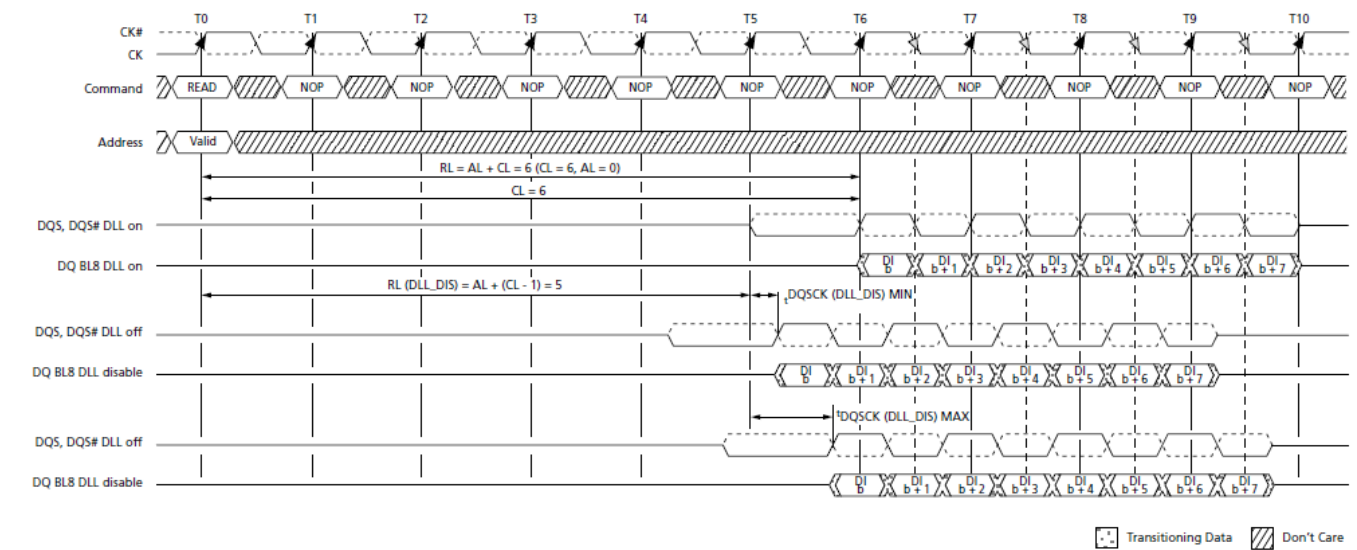 T0 T1 T2 T3 T4 T5 T6 T7 T8 T9 T10
CK#
CK
Command READ NOP NOP NOP NOP NOP NOP NOP NOP NOP NOP
Address Valid
RL = AL + CL = 6 (CL = 6, AL = 0)
CL = 6
DQS, DQS# DLL on
DQ BL8 DLL on DI b DI b + 1 DI b + 2 DI b + 3 DI b + 4 DI b + 5 DI b + 6 DI b + 7
RL (DLL_DIS) = AL + (CL - 1) = 5 tDQSCK (DLL_DIS) MIN
DQS, DQS# DLL off
DQ BL8 DLL disable DI b DI b + 1 DI b + 2 DI b + 3 DI b + 4 DI b + 5 DI b + 6 DI b + 7
tDQSCK (DLL_DIS) MAX
DQS, DQS# DLL off
DQ BL8 DLL disable DI b DI b + 1 DI b + 2 DI b + 3 DI b + 4 DI b + 5 DI b + 6 DI b + 7
Transitioning Data Don't Care